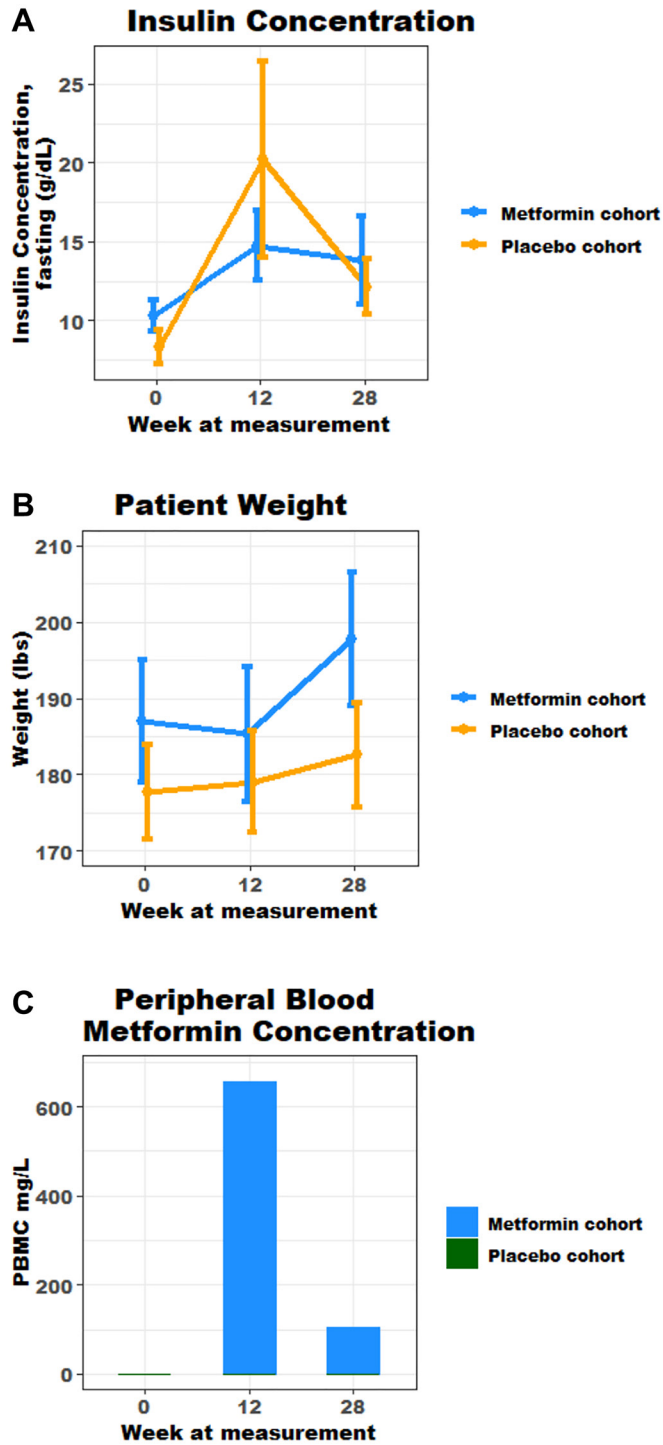 A
Insulin Concentration
Insulin Concentration,
fasting (g/dL)
25
20
15
10
0
12
28
Week at measurement
Metformin cohort
Placebo cohort
B
Patient Weight
Weight (lbs)
210
200
190
180
170
0
12
28
Week at measurement
Metformin cohort
Placebo cohort
C
Peripheral Blood
Metformin Concentration
PBMC mg/L
600
400
200
0
0
12
28
Week at measurement
Metformin cohort
Placebo cohort